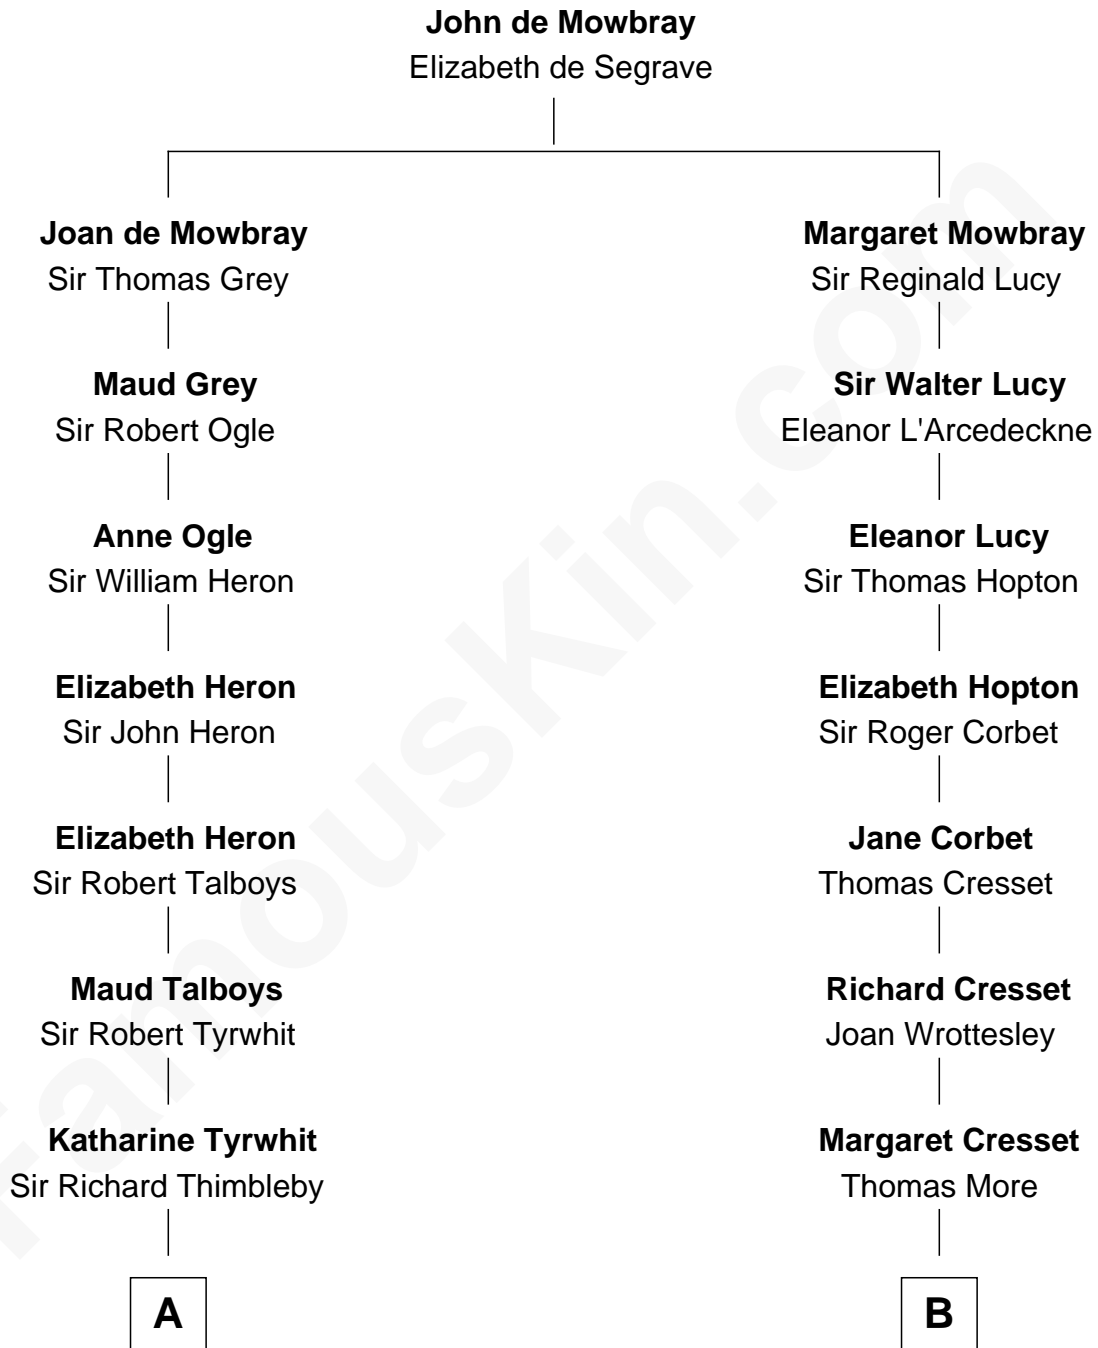 John de Mowbray
Elizabeth de Segrave
Joan de Mowbray
Sir Thomas Grey
Margaret Mowbray
Sir Reginald Lucy
Maud Grey
Sir Robert Ogle
Sir Walter Lucy
Eleanor L'Arcedeckne
Anne Ogle
Sir William Heron
Eleanor Lucy
Sir Thomas Hopton
Elizabeth Heron
Sir John Heron
Elizabeth Hopton
Sir Roger Corbet
Elizabeth Heron
Sir Robert Talboys
Jane Corbet
Thomas Cresset
Maud Talboys
Sir Robert Tyrwhit
Richard Cresset
Joan Wrottesley
Katharine Tyrwhit
Sir Richard Thimbleby
Margaret Cresset
Thomas More
A
B
FamousKin.com